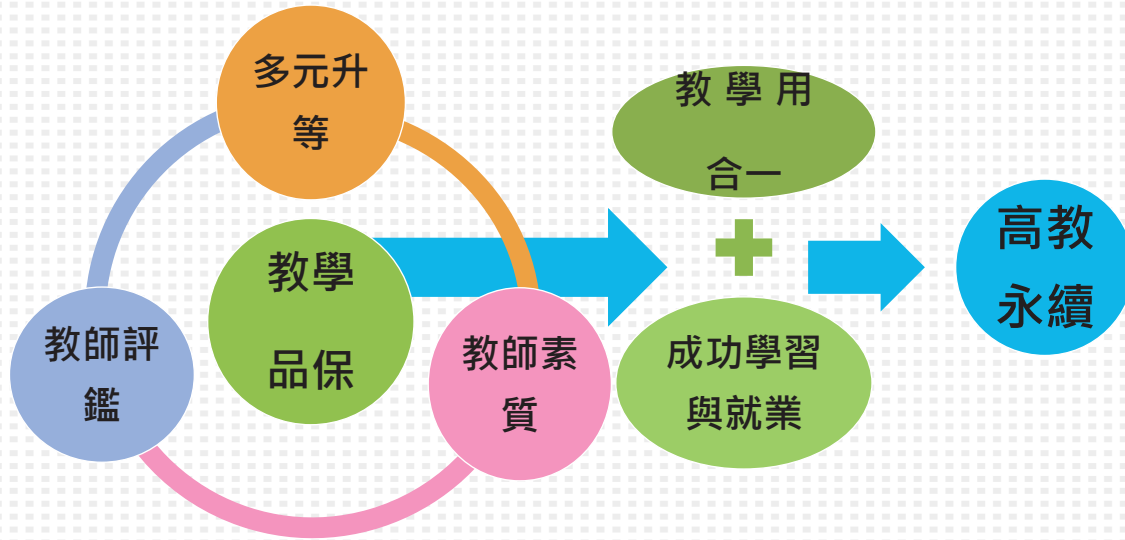 多元升
等
教學
品保
教師評
鑑
教師素
質
教 學 用
合一
成功學習
與就業
高教
永續